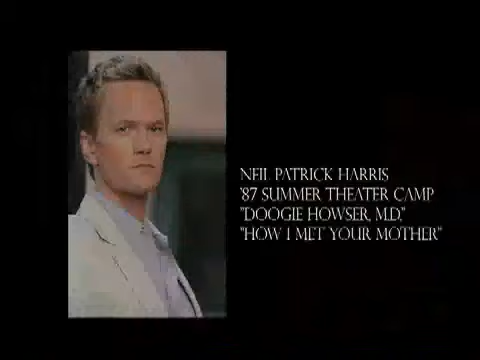 NEIL PATRICK HARRIS
'87 SUMMER THEATER CAMP
"DOOGIE HOWSER, M.D."
"HOW I MET YOUR MOTHER"